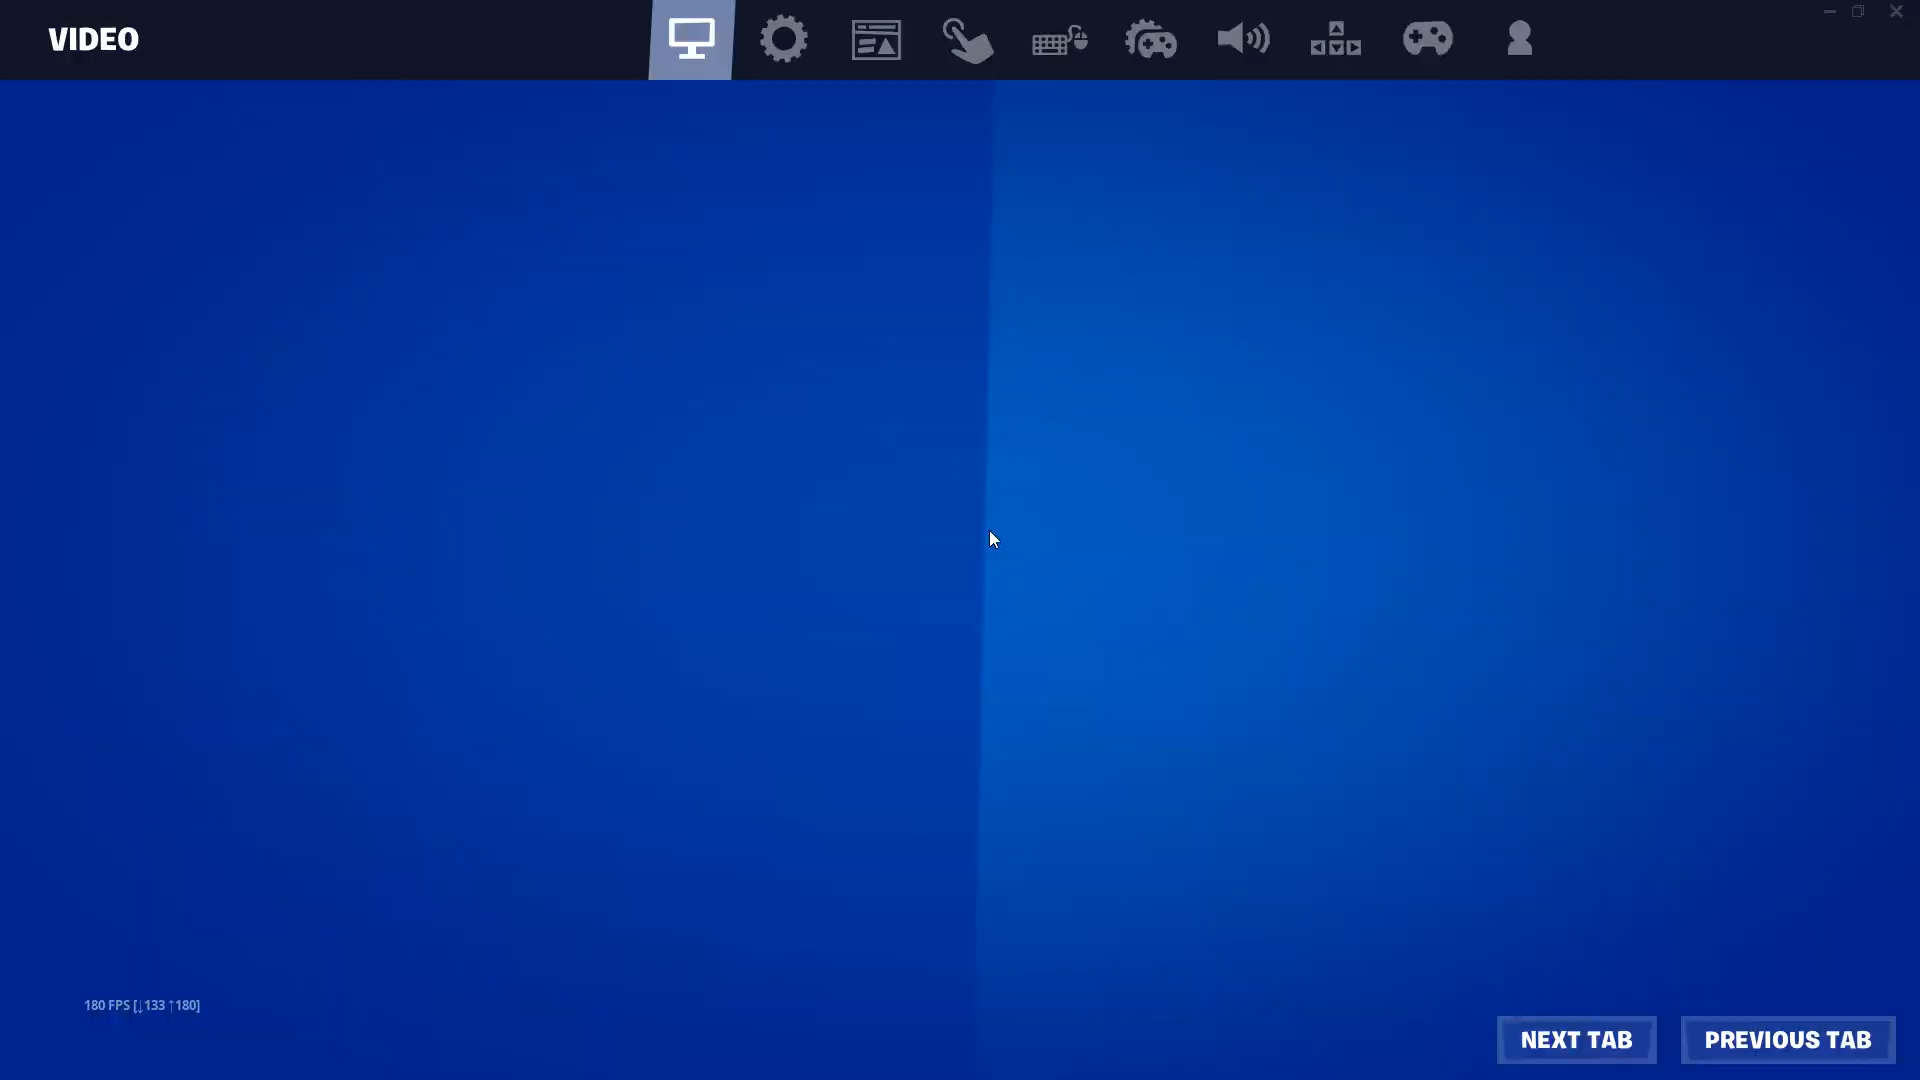 VIDEO
180 FPS [↓133 ↑180]
NEXT TAB
PREVIOUS TAB